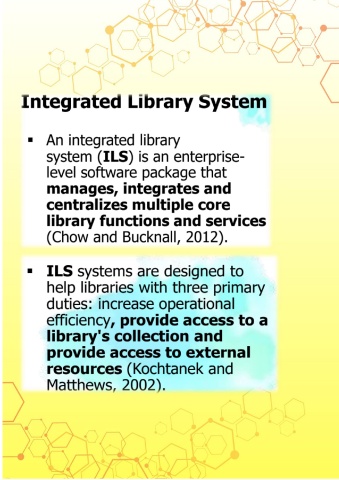 Integrated Library System
▪ An integrated library
system (ILS) is an enterprise-
level software package that
manages, integrates and
centralizes multiple core
library functions and services
(Chow and Bucknall, 2012).
▪ ILS systems are designed to
help libraries with three primary
duties: increase operational
efficiency, provide access to a
library's collection and
provide access to external
resources (Kochtanek and
Matthews, 2002).